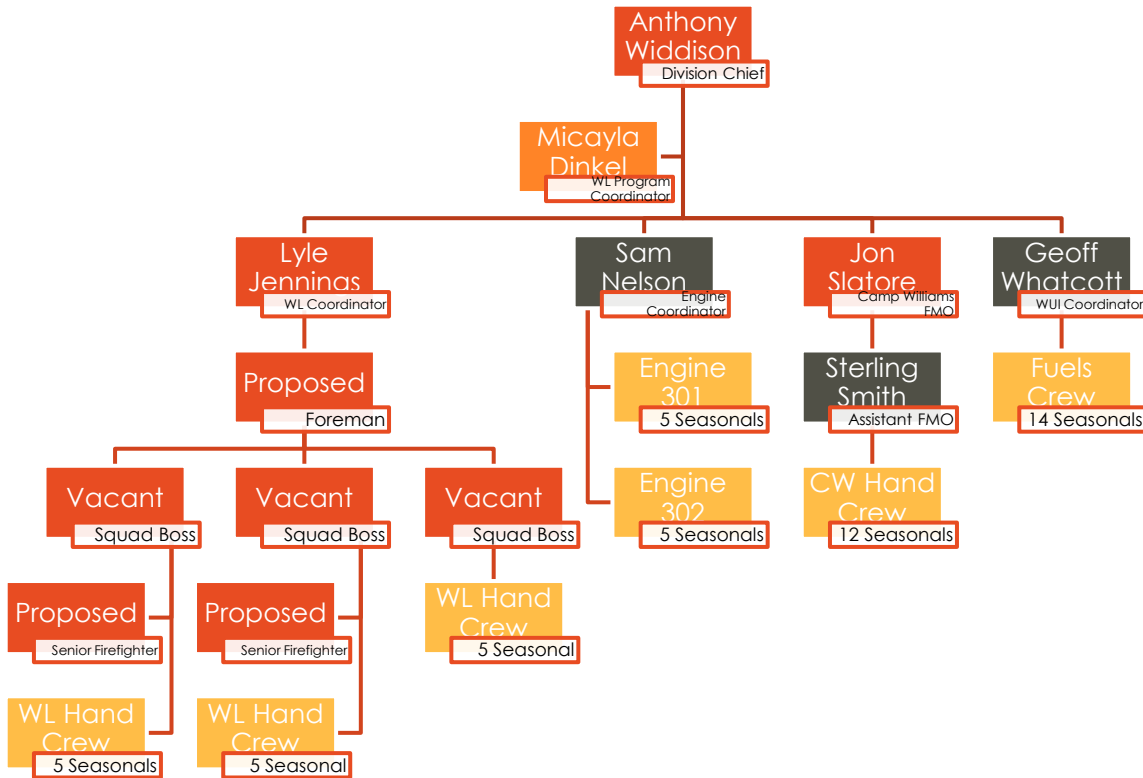 Anthony
Widdison
Division Chief
Micayla
Dinkel
WL Program
Coordinator
Lyle
Jennings
WL Coordinator
Sam
Nelson
Engine
Coordinator
Jon
Slatore
Camp Williams
FMO
Geoff
Whatcott
WUI Coordinator
Proposed
Foreman
Engine
301
5 Seasonals
Sterling
Smith
Assistant FMO
Fuels
Crew
14 Seasonals
Vacant
Squad Boss
Vacant
Squad Boss
Vacant
Squad Boss
Engine
302
5 Seasonals
CW Hand
Crew
12 Seasonals
Proposed
Senior Firefighter
Proposed
Senior Firefighter
WL Hand
Crew
5 Seasonal
WL Hand
Crew
5 Seasonals
WL Hand
Crew
5 Seasonal